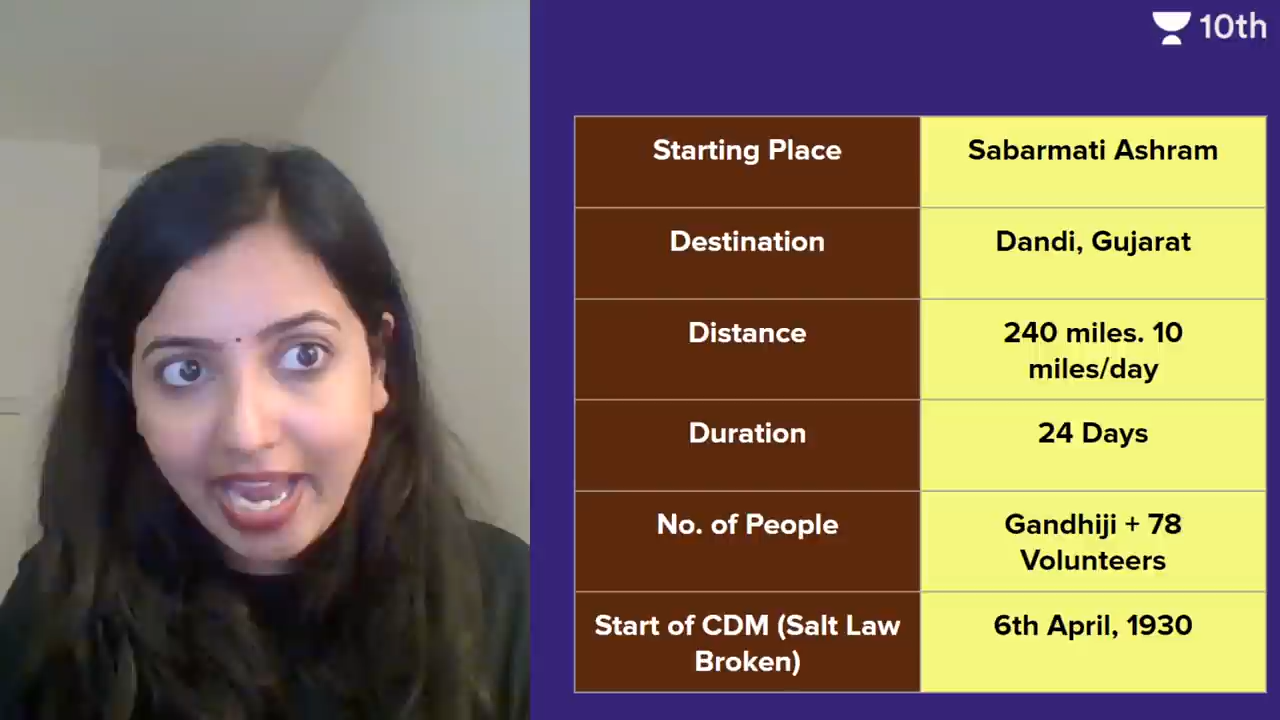 10th
Starting Place
Sabarmati Ashram
Destination
Dandi, Gujarat
Distance
240 miles. 10
miles/day
Duration
24 Days
No. of People
Gandhiji + 78
Volunteers
Start of CDM (Salt Law
Broken)
6th April, 1930